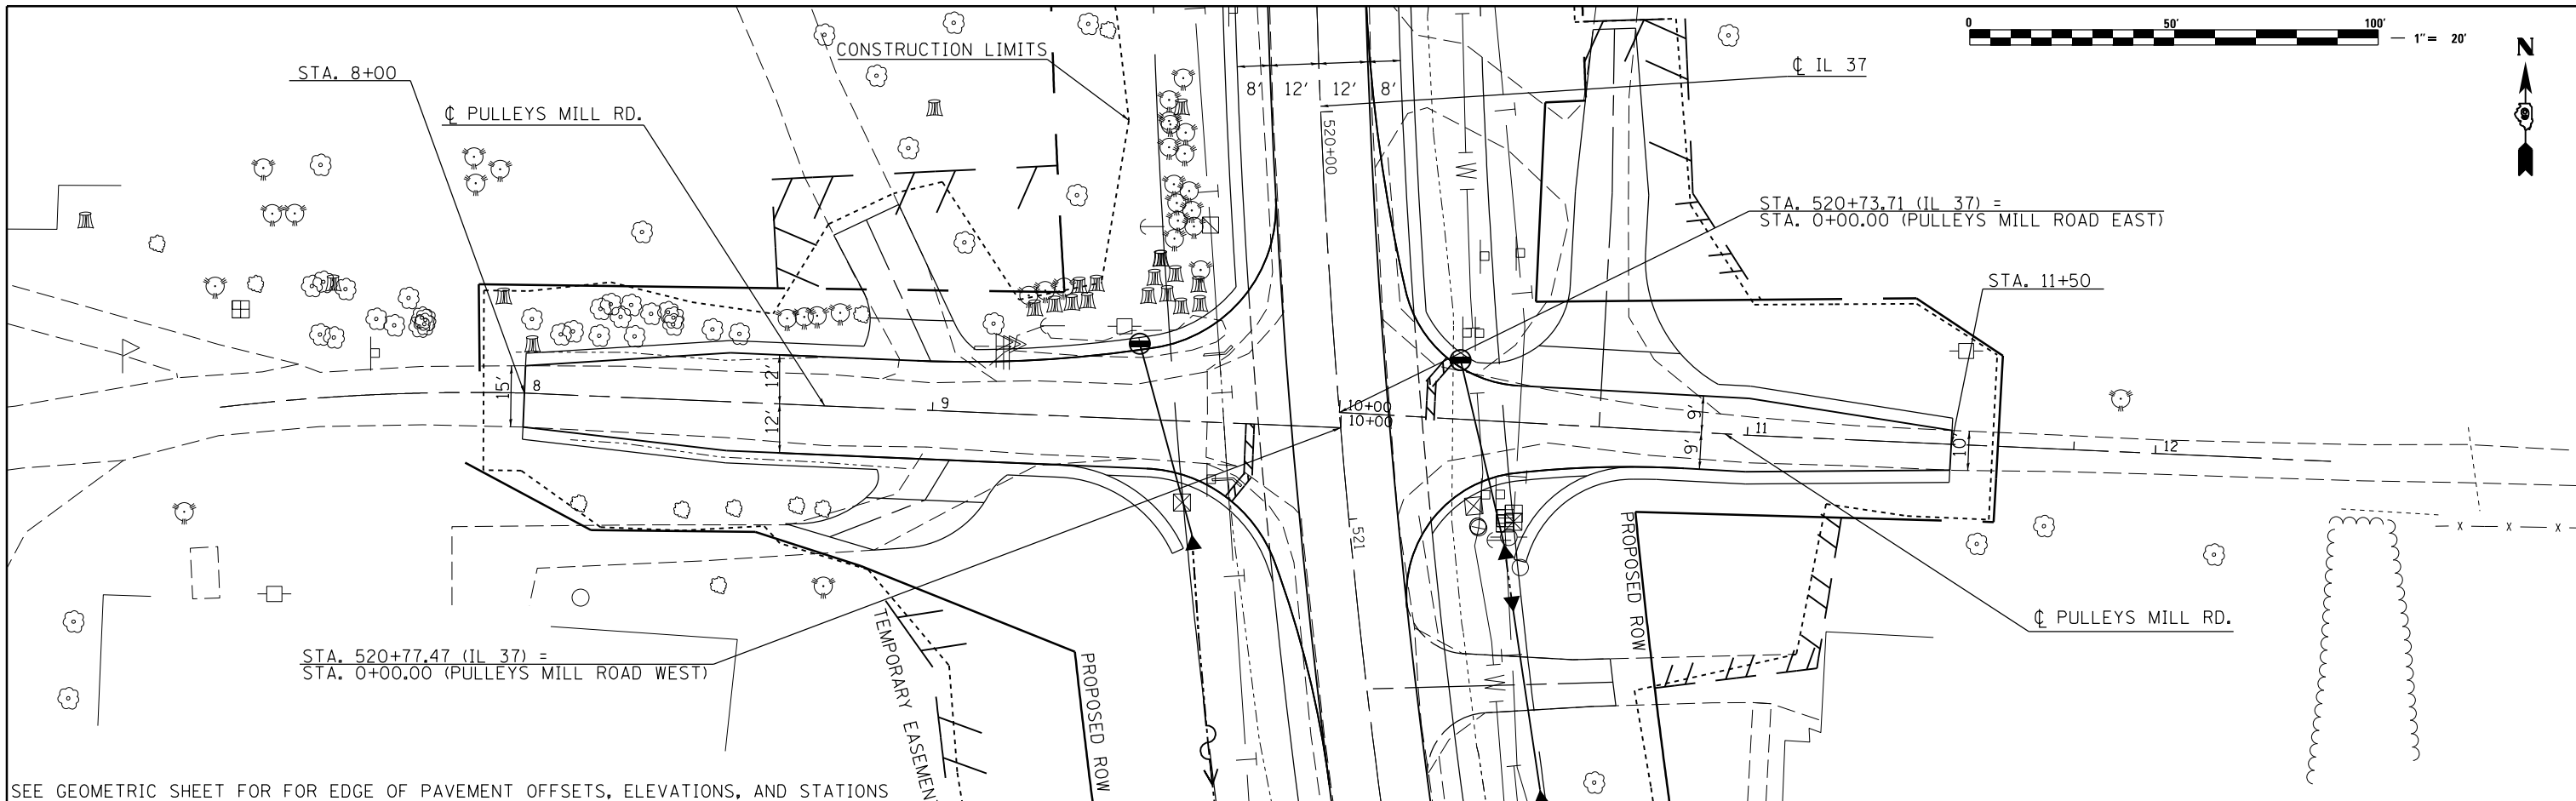 0 50' 100'
1"= 20'
N
CONSTRUCTION LIMITS
STA. 8+00
℄ PULLEYS MILL RD.
8' 12' 12' 8'
℄ IL 37
520+00
STA. 520+73.71 (IL 37) =
STA. 0+00.00 (PULLEYS MILL ROAD EAST)
STA. 11+50
15'
8
12'
12'
9
10+00
10+00
9'
9'
11
10'
12
521
PROPOSED ROW
℄ PULLEYS MILL RD.
STA. 520+77.47 (IL 37) =
STA. 0+00.00 (PULLEYS MILL ROAD WEST)
TEMPORARY EASEMENT
PROPOSED ROW
x x x
SEE GEOMETRIC SHEET FOR FOR EDGE OF PAVEMENT OFFSETS, ELEVATIONS, AND STATIONS